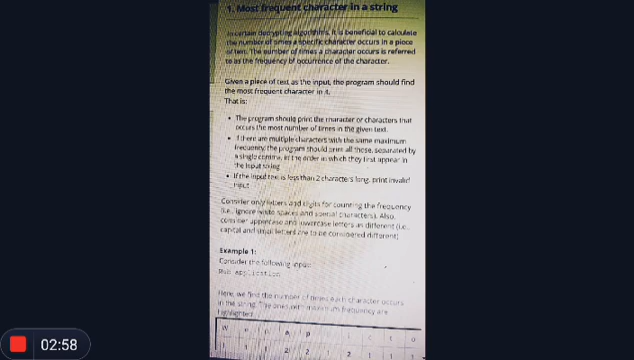 1. Most frequent character in a string
In certain decrypting algorithms, it is beneficial to calculate
the number of times a specific character occurs in a piece
of text. The number of times a character occurs is referred
to as the frequency of occurrence of the character.
Given a piece of text as the input, the program should find
the most frequent character in it.
That is:
• The program should print the character or characters that
occurs the most number of times in the given text.
• If there are multiple characters with the same maximum
frequency, the program should print all those, separated by
a single comma, in the order in which they first appear in
the input string
• If the input text is less than 2 characters long, print invalid
input
Consider only letters and digits for counting the frequency
(i.e., ignore white spaces and special characters). Also,
consider uppercase and lowercase letters as different (i.e.,
capital and small letters are to be considered different)
Example 1:
Consider the following input:
application
Here, we find the number of times each character occurs
in the string. The ones with maximum frequency are
highlighted
W a p
2 2 2 1 1 1
02:58